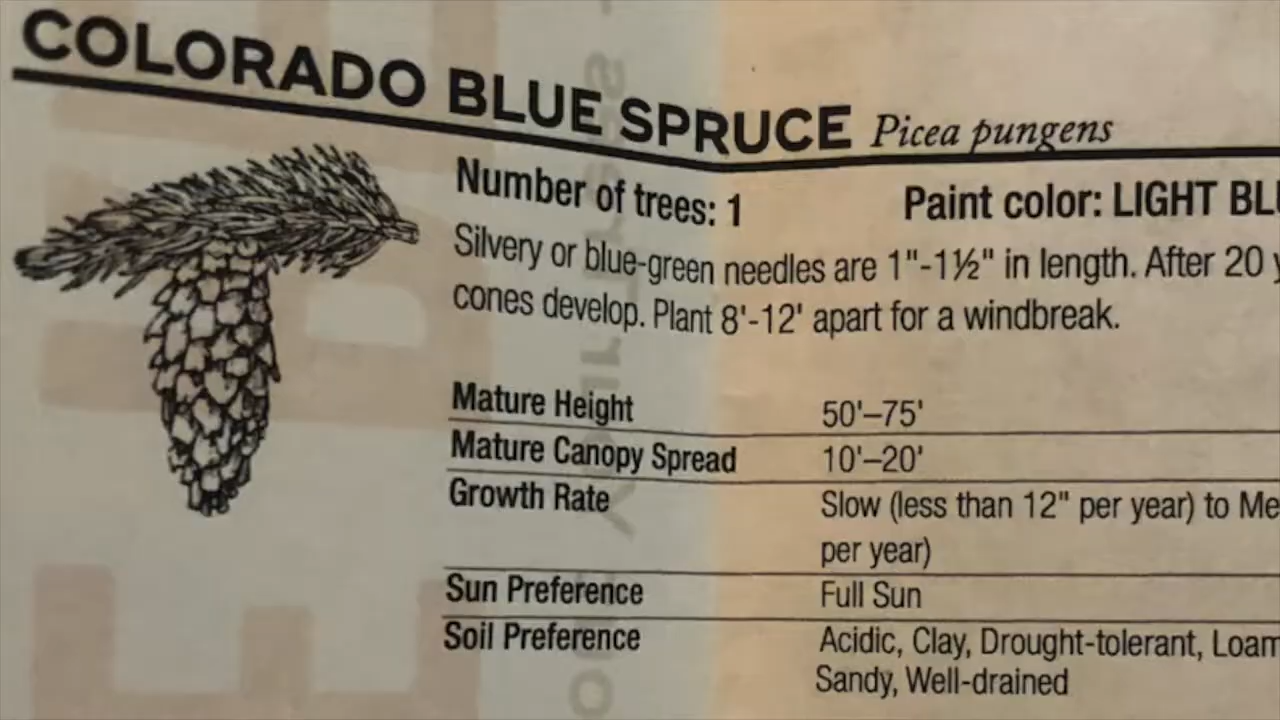 COLORADO BLUE SPRUCE Picea pungens
Number of trees: 1 Paint color: LIGHT
Silvery or blue-green needles are 1"-1½" in length. After 20
cones develop. Plant 8'-12' apart for a windbreak.
Mature Height 50'–75'
Mature Canopy Spread 10'–20'
Growth Rate Slow (less than 12" per year) to
per year)
Sun Preference Full Sun
Soil Preference Acidic, Clay, Drought-tolerant,
Sandy, Well-drained